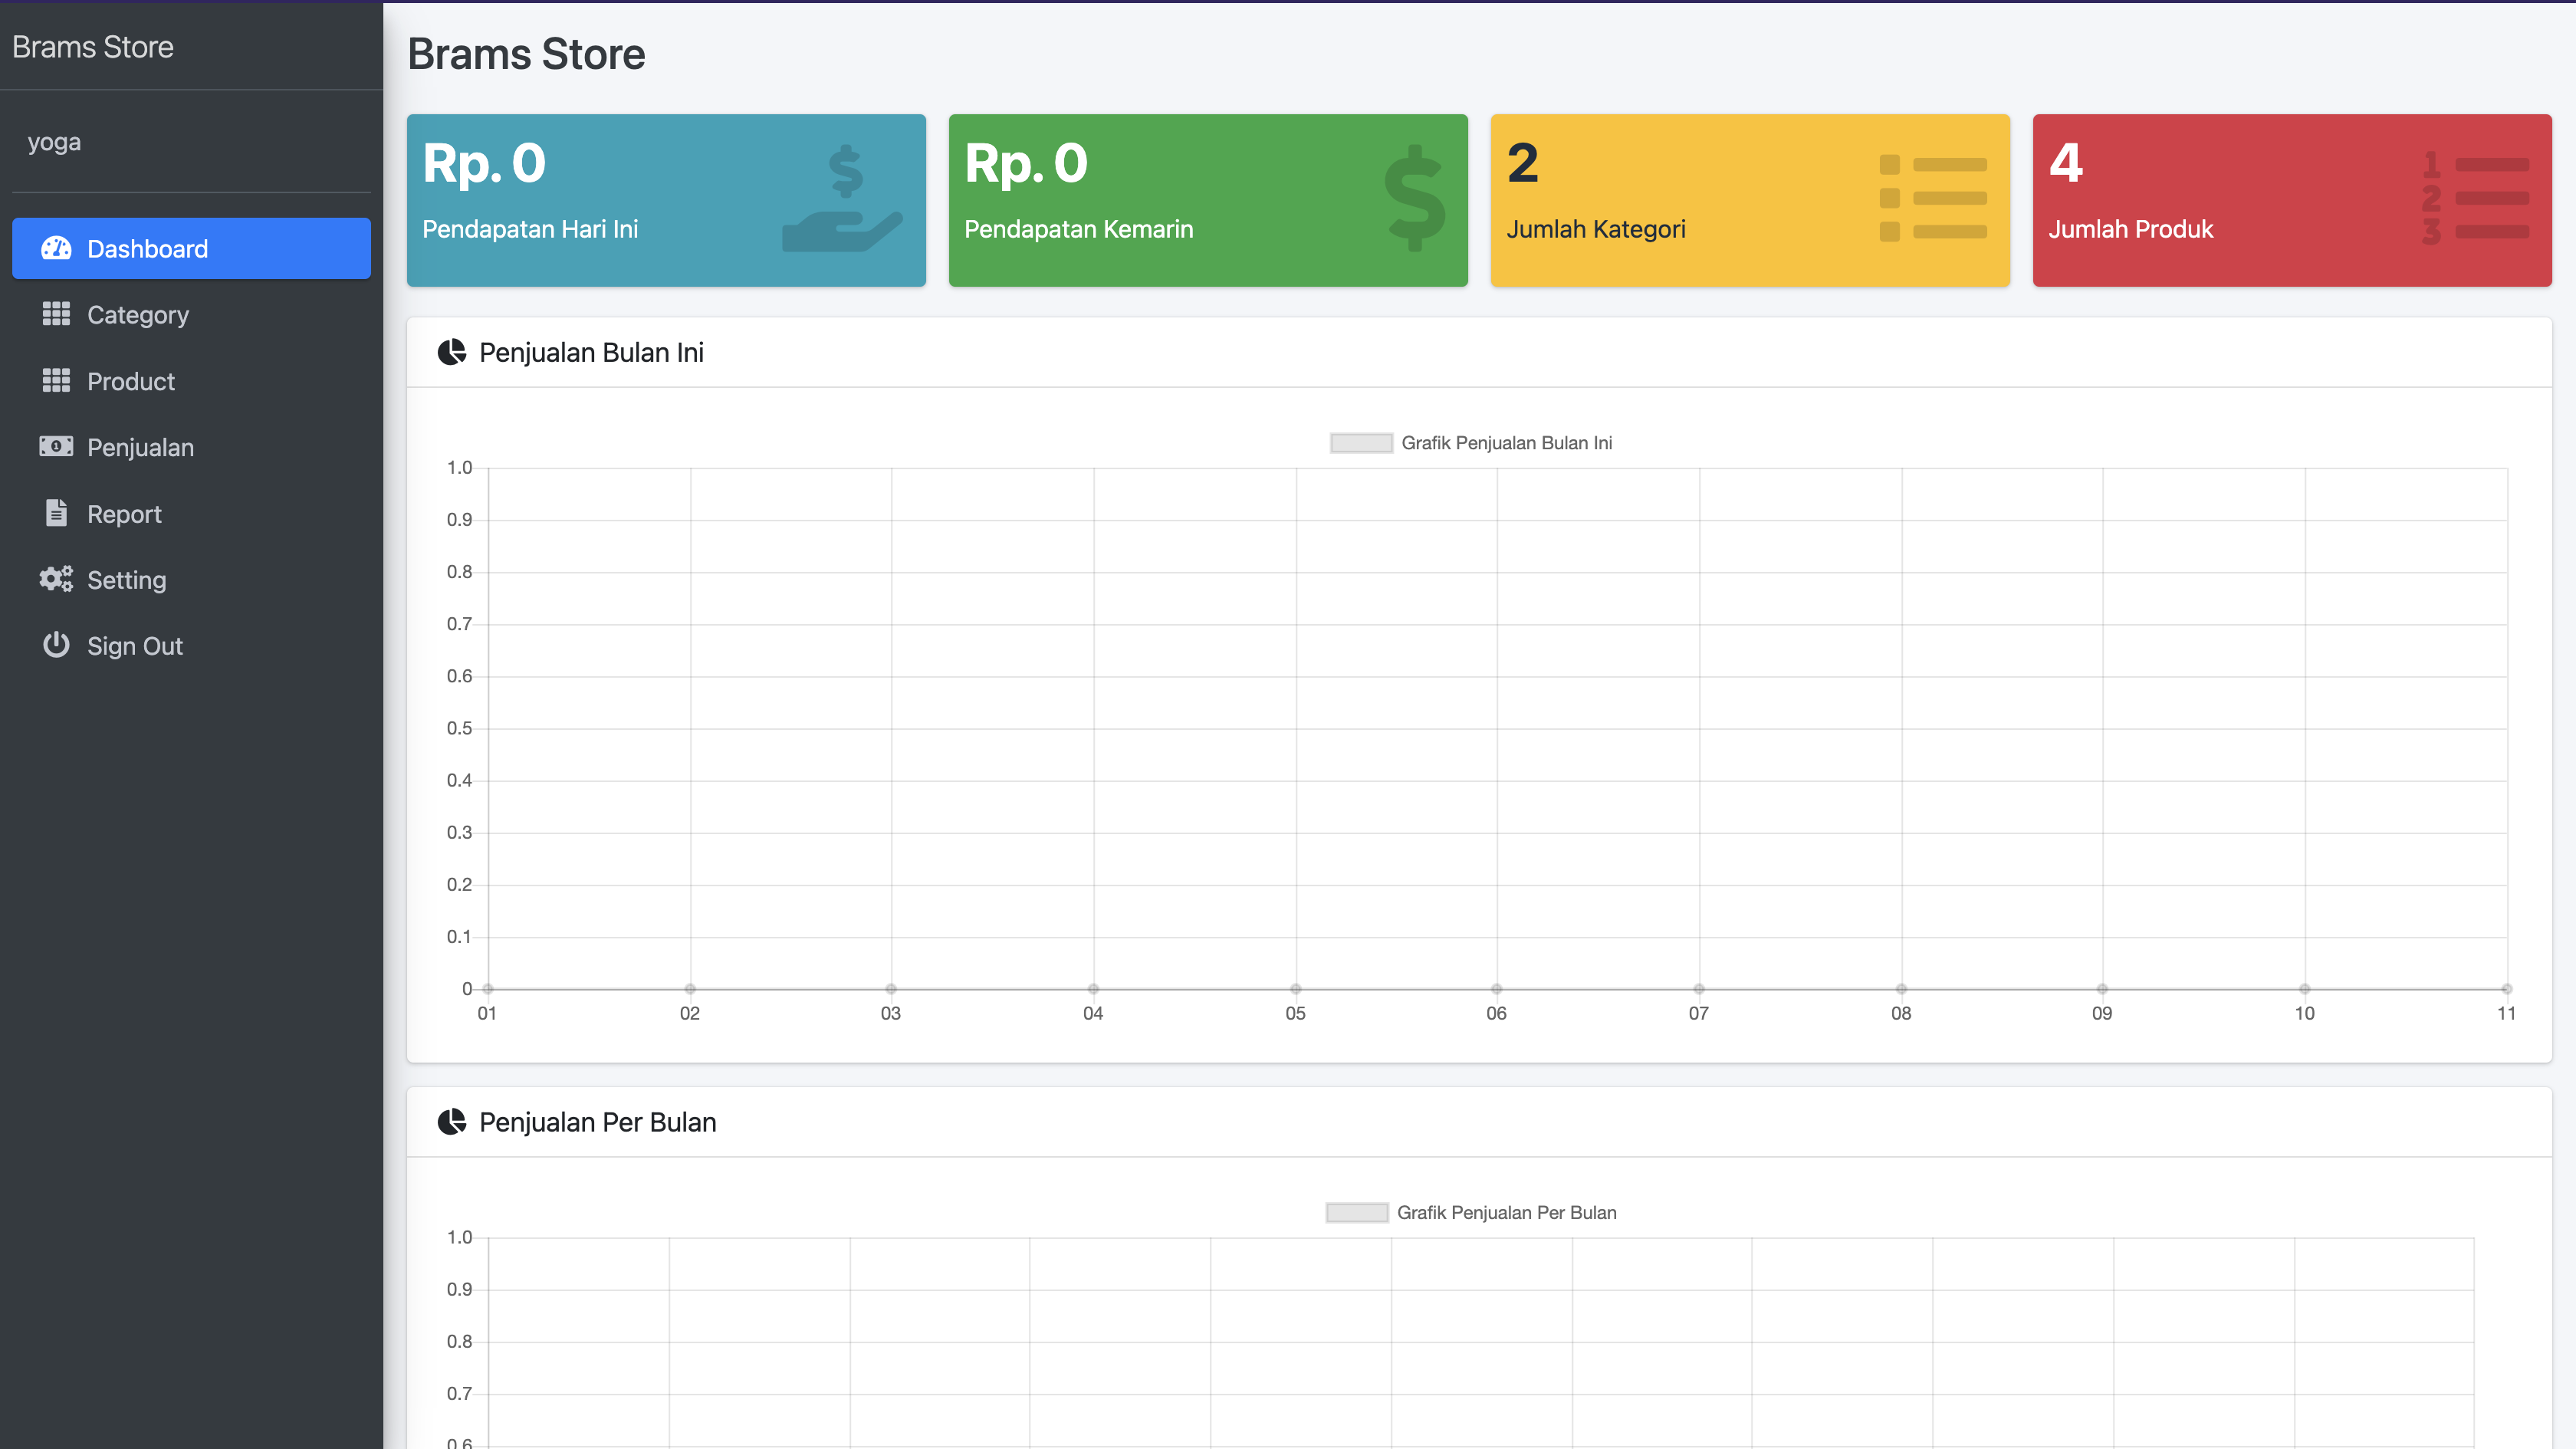 Brams Store
yoga
Dashboard
Category
Product
Penjualan
Report
Setting
Sign Out
Brams Store
Rp. 0
Pendapatan Hari Ini
Rp. 0
Pendapatan Kemarin
2
Jumlah Kategori
4
Jumlah Produk
Penjualan Bulan Ini
Grafik Penjualan Bulan Ini
1.0
0.9
0.8
0.7
0.6
0.5
0.4
0.3
0.2
0.1
0
01 02 03 04 05 06 07 08 09 10 11
Penjualan Per Bulan
Grafik Penjualan Per Bulan
1.0
0.9
0.8
0.7
0.6